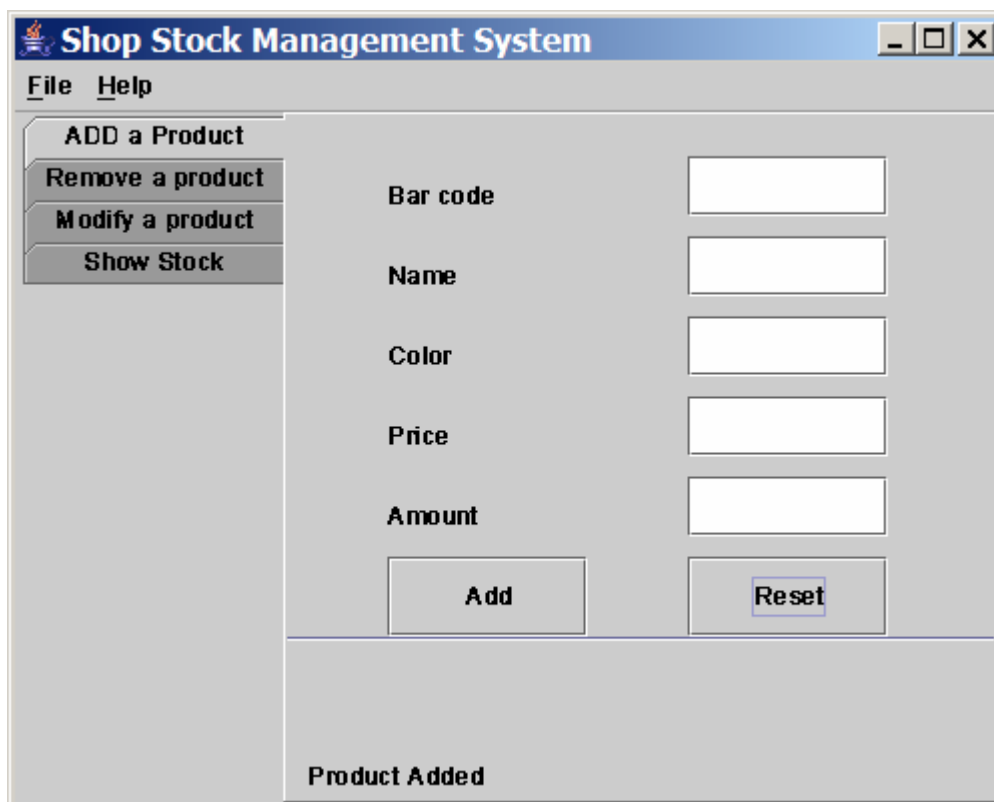 Shop Stock Management System
File Help
ADD a Product
Remove a product
Modify a product
Show Stock
Bar code
Name
Color
Price
Amount
Add Reset
Product Added